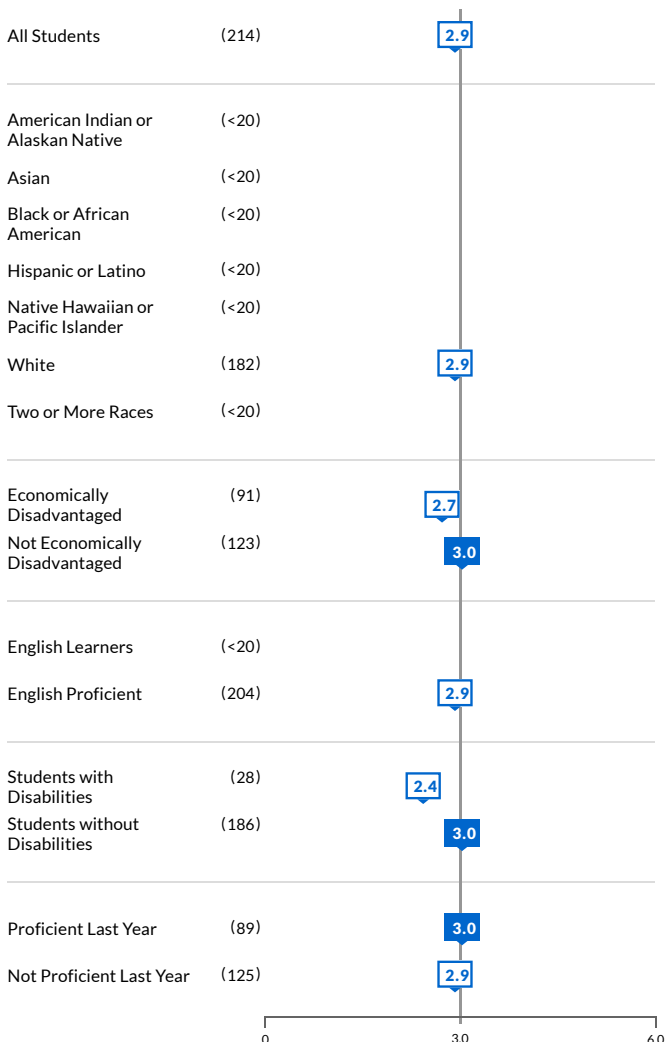 All Students (214) 2.9
American Indian or (<20)
Alaskan Native
Asian (<20)
Black or African (<20)
American
Hispanic or Latino (<20)
Native Hawaiian or (<20)
Pacific Islander
White (182) 2.9
Two or More Races (<20)
Economically (91) 2.7
Disadvantaged
Not Economically (123) 3.0
Disadvantaged
English Learners (<20)
English Proficient (204) 2.9
Students with (28) 2.4
Disabilities
Students without (186) 3.0
Disabilities
Proficient Last Year (89) 3.0
Not Proficient Last Year (125) 2.9
0 3.0 6.0